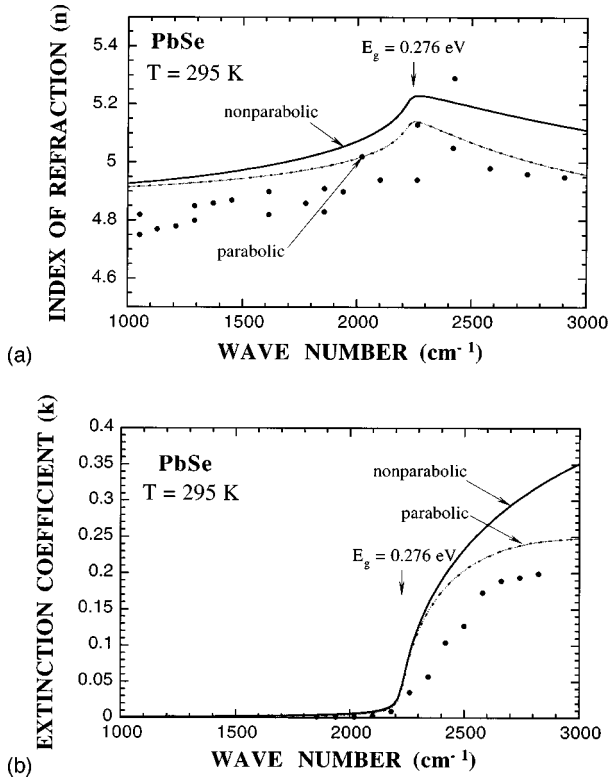 PbSe
T = 295 K
E_g = 0.276 eV
nonparabolic
parabolic
INDEX OF REFRACTION (n)
5.4
5.2
5
4.8
4.6
1000 1500 2000 2500 3000
WAVE NUMBER (cm⁻¹)
(a)
PbSe
T = 295 K
nonparabolic
parabolic
E_g = 0.276 eV
EXTINCTION COEFFICIENT (k)
0.4
0.35
0.3
0.25
0.2
0.15
0.1
0.05
0
1000 1500 2000 2500 3000
WAVE NUMBER (cm⁻¹)
(b)